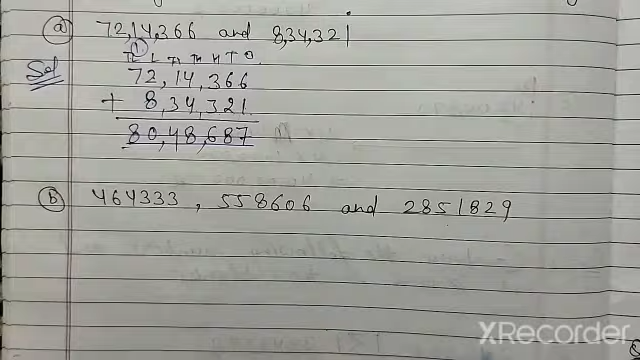 (a) 72,14,366 and 8,34,321
(1)
TL L TTh Th H T O
Sol 72,14,366
+ 8,34,321
80,48,687
(b) 464333, 558606 and 2851829
XRecorder